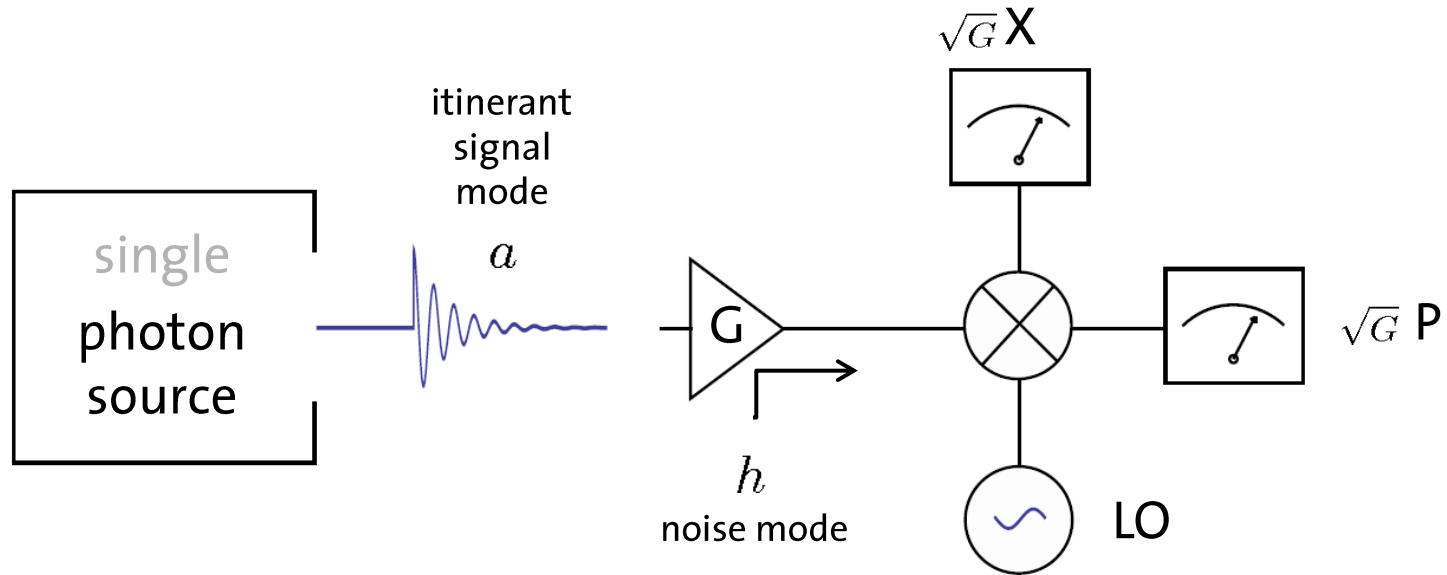 single
photon
source
itinerant
signal
mode
a
G
h
noise mode
√G X
√G P
LO